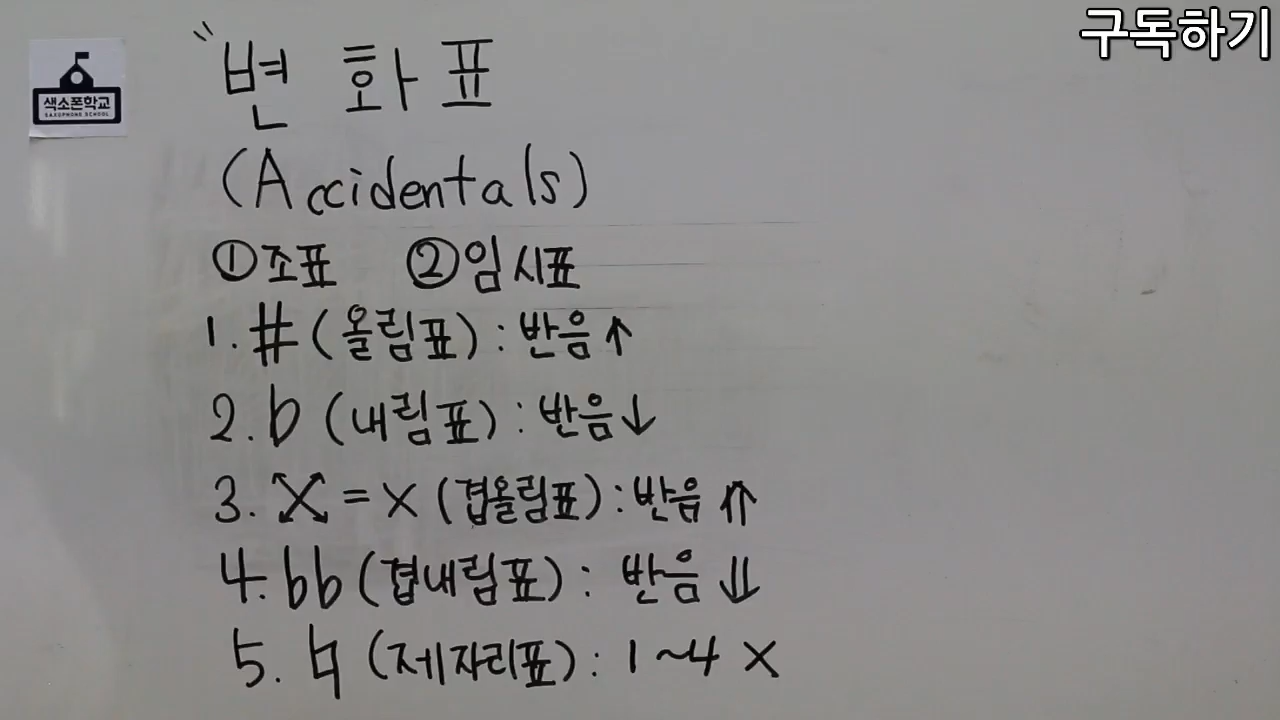 구독하기
색소폰학교
SAXOPHONE SCHOOL
" 변화표
(Accidentals)
①조표 ②임시표
1. # (올림표) : 반음↑
2. b (내림표) : 반음↓
3. 𝄪 = x (겹올림표) : 반음⇈
4. bb (겹내림표) : 반음⇊
5. ♮ (제자리표) : 1~4 X